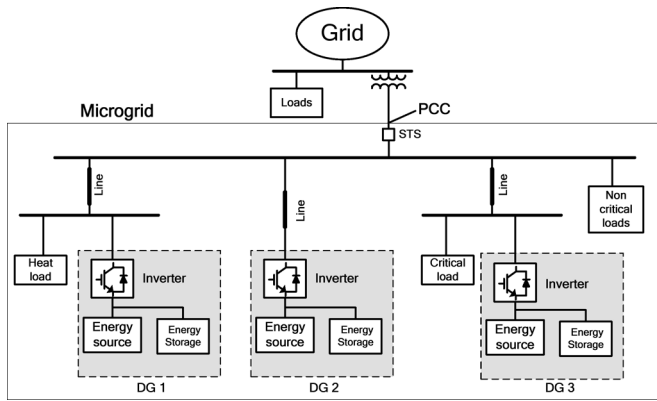 Grid
Loads
PCC
Microgrid
STS
Line
Line
Line
Non
critical
loads
Heat
load
Inverter
Energy
source
Energy
Storage
DG 1
Inverter
Energy
source
Energy
Storage
DG 2
Critical
load
Inverter
Energy
source
Energy
Storage
DG 3